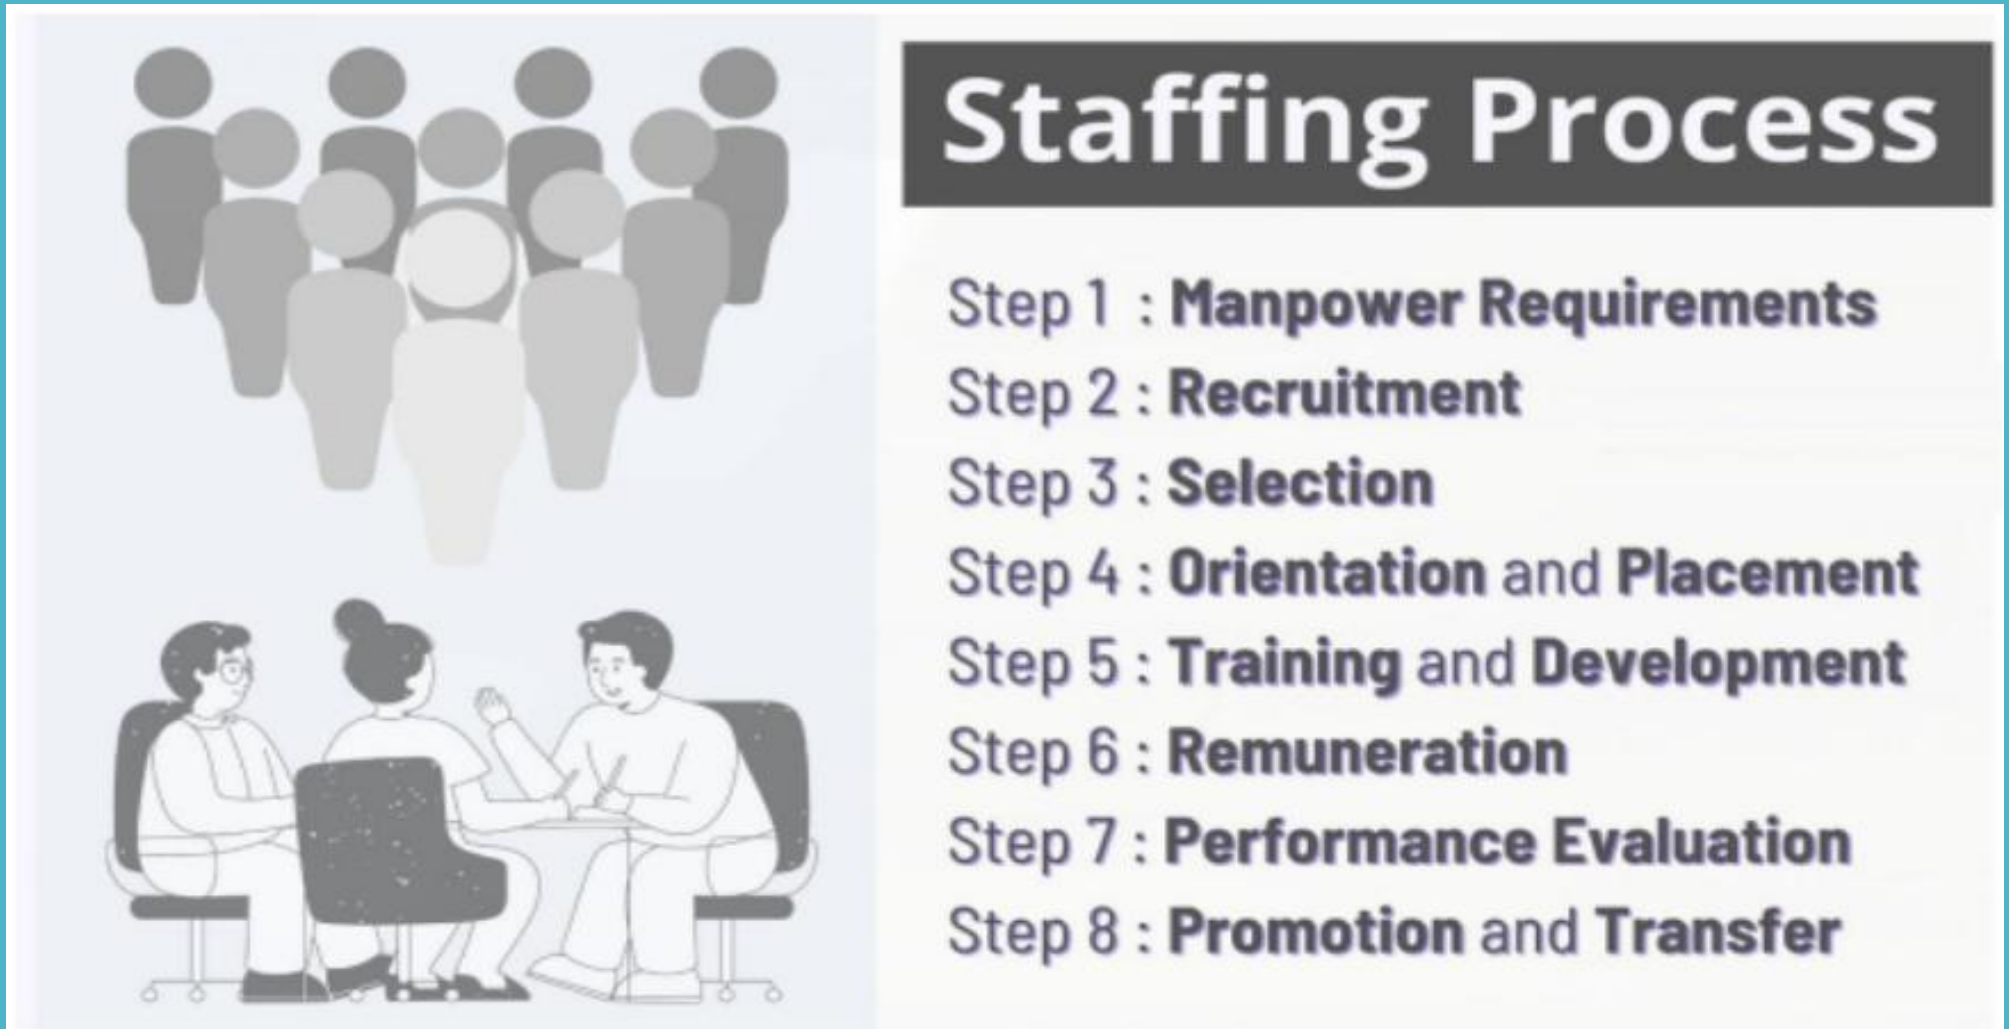 Staffing Process
Step 1 : Manpower Requirements
Step 2 : Recruitment
Step 3 : Selection
Step 4 : Orientation and Placement
Step 5 : Training and Development
Step 6 : Remuneration
Step 7 : Performance Evaluation
Step 8 : Promotion and Transfer